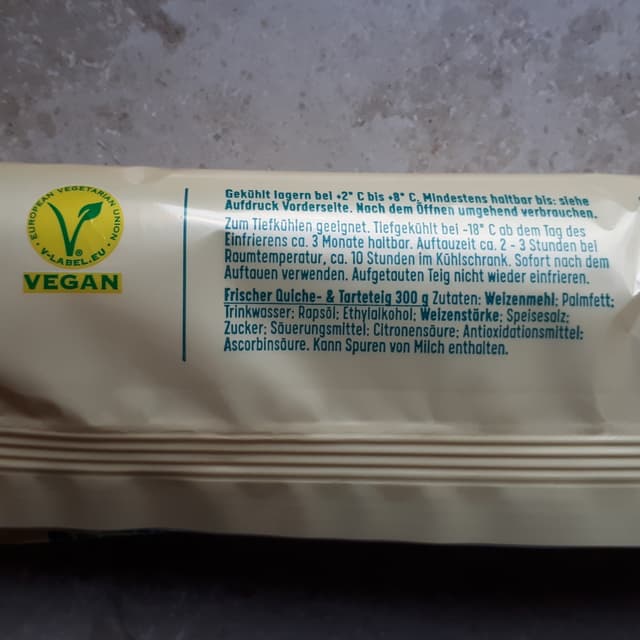 EUROPEAN VEGETARIAN UNION
V-LABEL.EU
VEGAN
Gekühlt lagern bei +2° C bis +8° C. Mindestens haltbar bis: siehe
Aufdruck Vorderseite. Nach dem Öffnen umgehend verbrauchen.
Zum Tiefkühlen geeignet. Tiefgekühlt bei -18° C ab dem Tag des
Einfrierens ca. 3 Monate haltbar. Auftauzeit ca. 2 - 3 Stunden bei
Raumtemperatur, ca. 10 Stunden im Kühlschrank. Sofort nach dem
Auftauen verwenden. Aufgetauten Teig nicht wieder einfrieren.
Frischer Quiche- & Tarteteig 300 g Zutaten: Weizenmehl; Palmfett;
Trinkwasser; Rapsöl; Ethylalkohol; Weizenstärke; Speisesalz;
Zucker; Säuerungsmittel: Citronensäure; Antioxidationsmittel:
Ascorbinsäure. Kann Spuren von Milch enthalten.